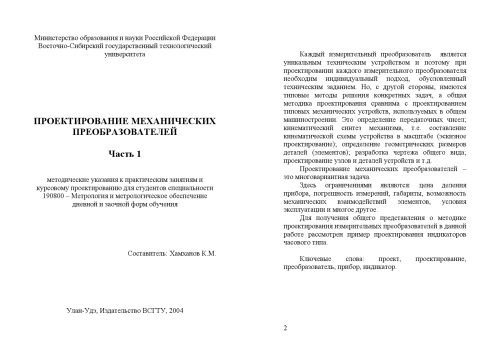 Министерство образования и науки Российской Федерации
Восточно-Сибирский государственный технологический
университета
ПРОЕКТИРОВАНИЕ МЕХАНИЧЕСКИХ
ПРЕОБРАЗОВАТЕЛЕЙ
Часть 1
методические указания к практическим занятиям и
курсовому проектированию для студентов специальности
190800 – Метрология и метрологическое обеспечение
дневной и заочной форм обучения
Составитель: Хамханов К.М.
Улан-Удэ, Издательство ВСГТУ, 2004
Каждый измерительный преобразователь является
уникальным техническим устройством и поэтому при
проектировании каждого измерительного преобразователя
необходим индивидуальный подход, обусловленный
техническим заданием. Но, с другой стороны, имеются
типовые методы решения конкретных задач, а общая
методика проектирования сравнима с проектированием
типовых механических устройств, используемых в общем
машиностроении. Это определение передаточных чисел;
кинематический синтез механизма, т.е. составление
кинематической схемы устройства в масштабе (эскизное
проектирование); определение геометрических размеров
деталей (элементов); разработка чертежа общего вида;
проектирование узлов и деталей устройств и т.д.
Проектирование механических преобразователей –
это многовариантная задача.
Здесь ограничениями являются цена деления
прибора, погрешность измерений, габариты, возможность
механических взаимодействий элементов, условия
эксплуатации и многое другое.
Для получения общего представления о методике
проектирования измерительных преобразователей в данной
работе рассмотрен пример проектирования индикаторов
часового типа.
Ключевые слова: проект, проектирование,
преобразователь, прибор, индикатор.
2